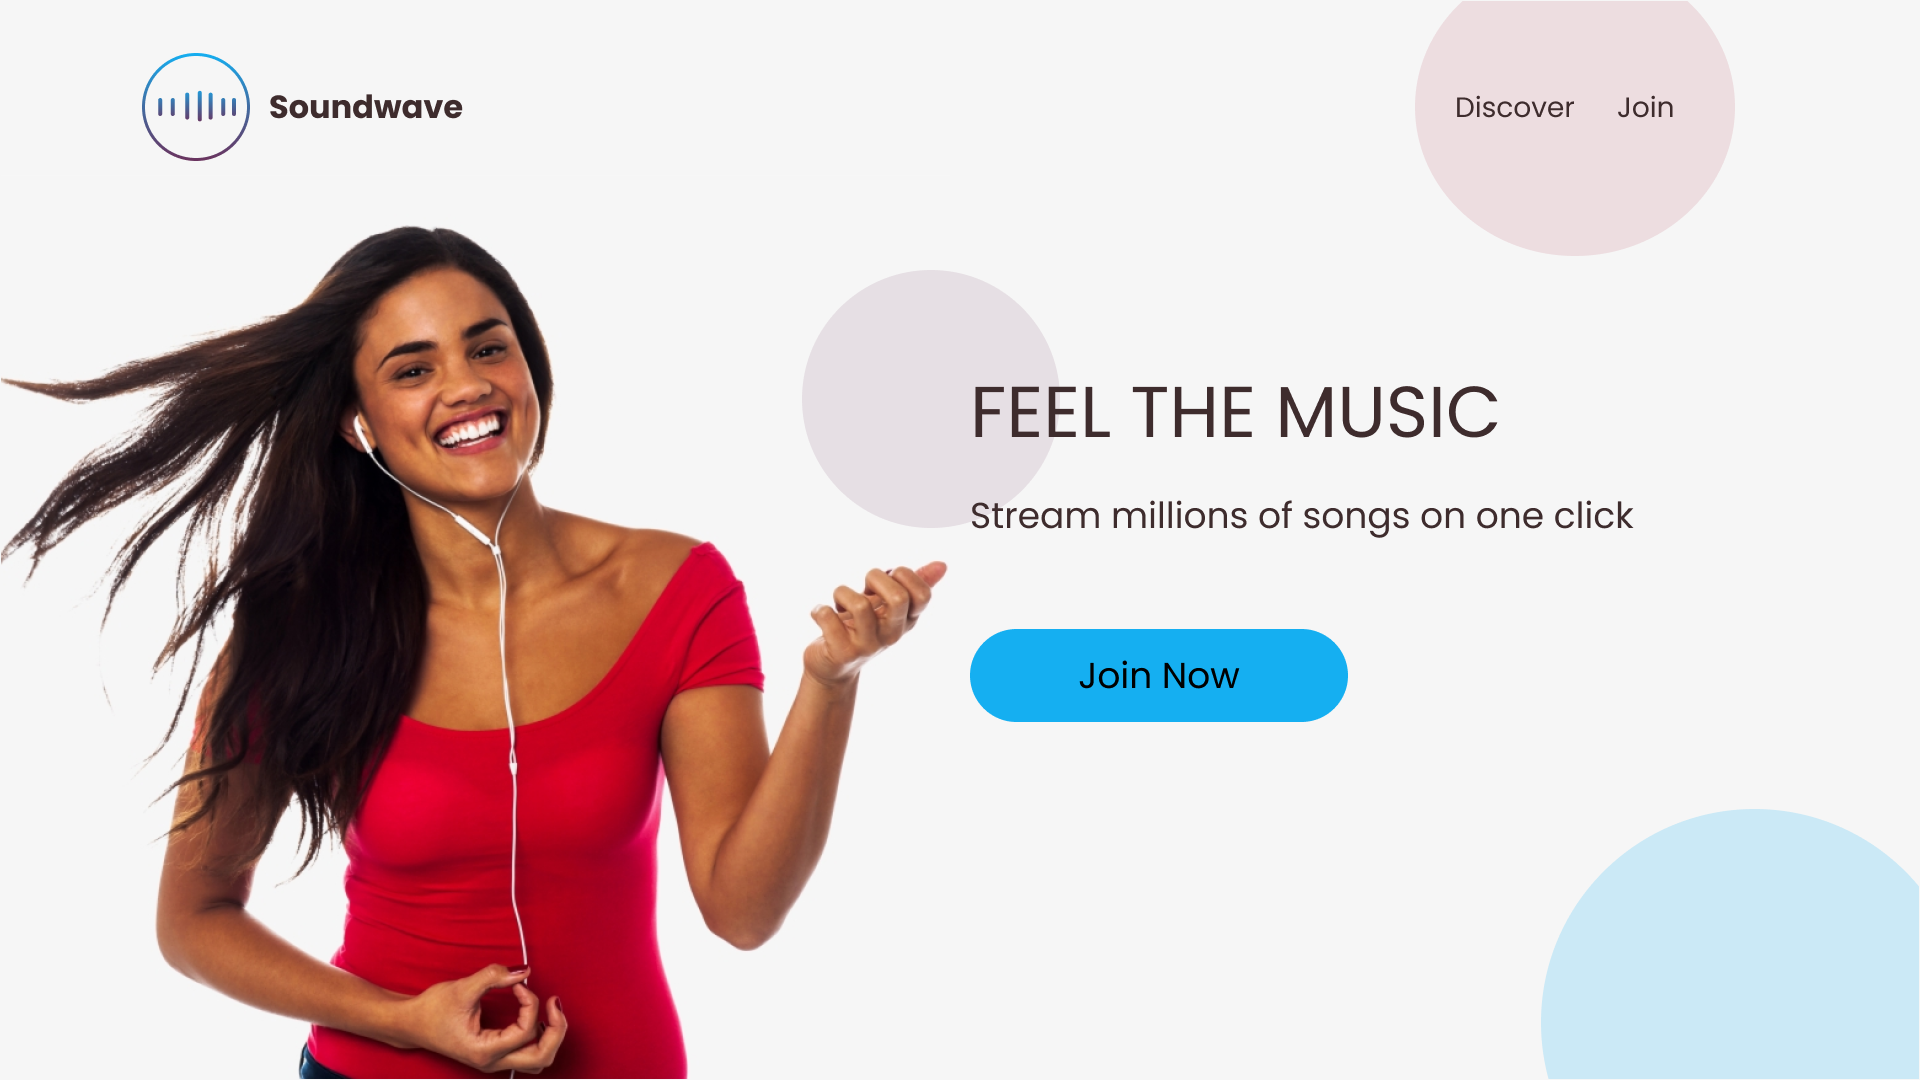 Soundwave
Discover
Join
FEEL THE MUSIC
Stream millions of songs on one click
Join Now